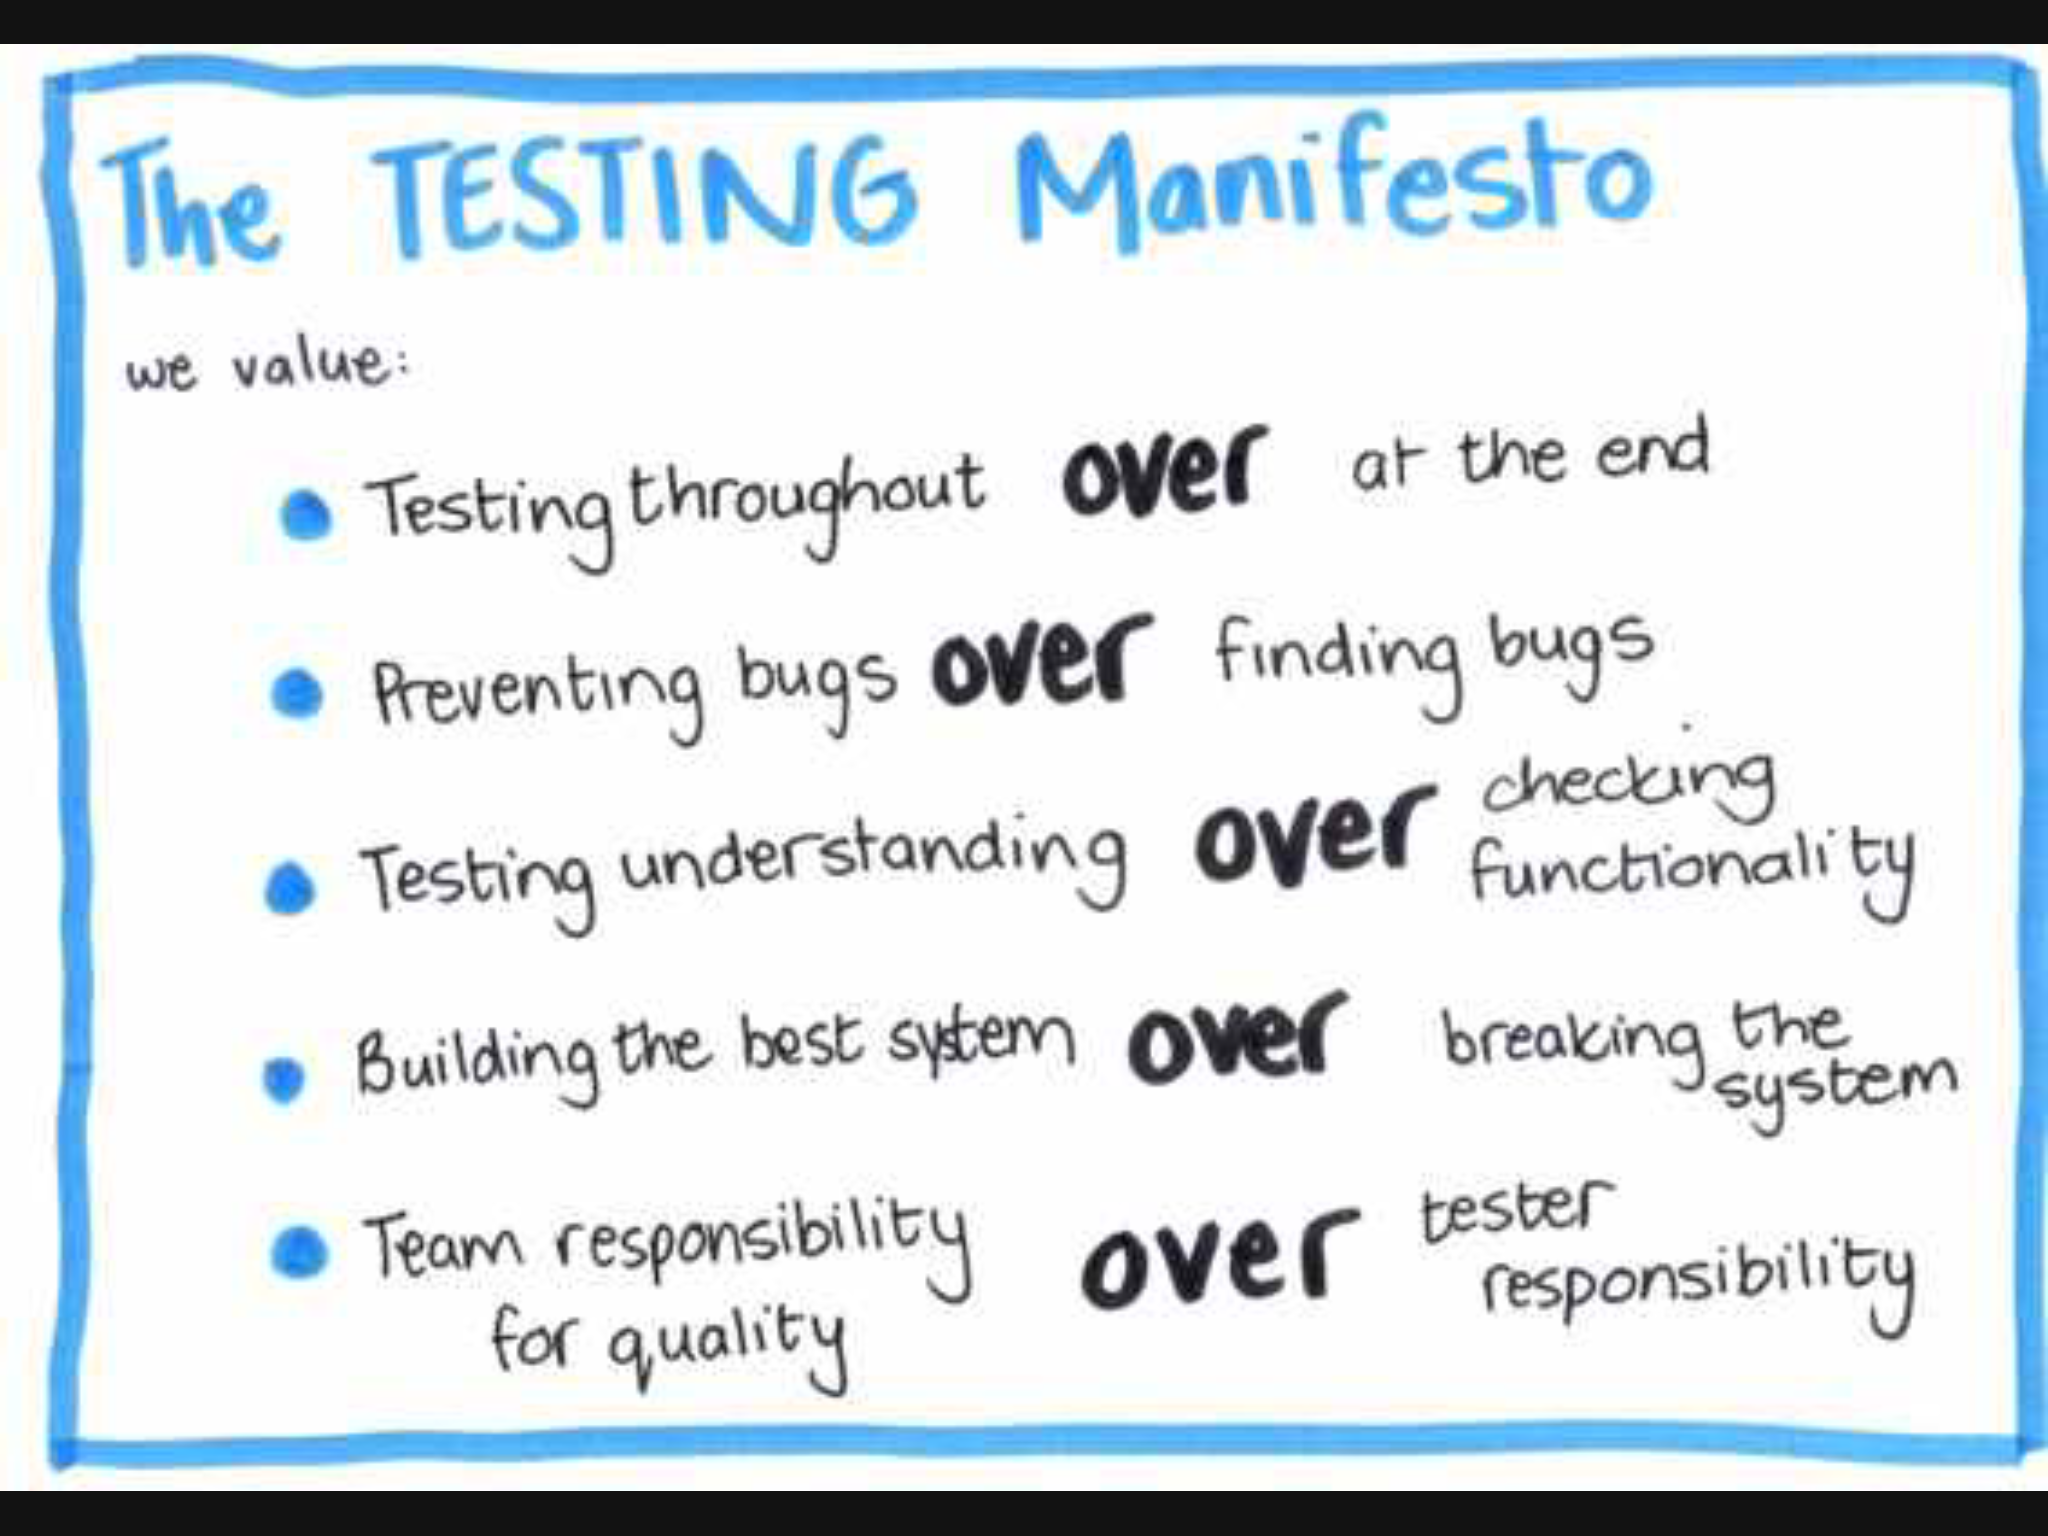 The TESTING Manifesto
we value:
Testing throughout over at the end
Preventing bugs over finding bugs
Testing understanding over checking functionality
Building the best system over breaking the system
Team responsibility for quality over tester responsibility